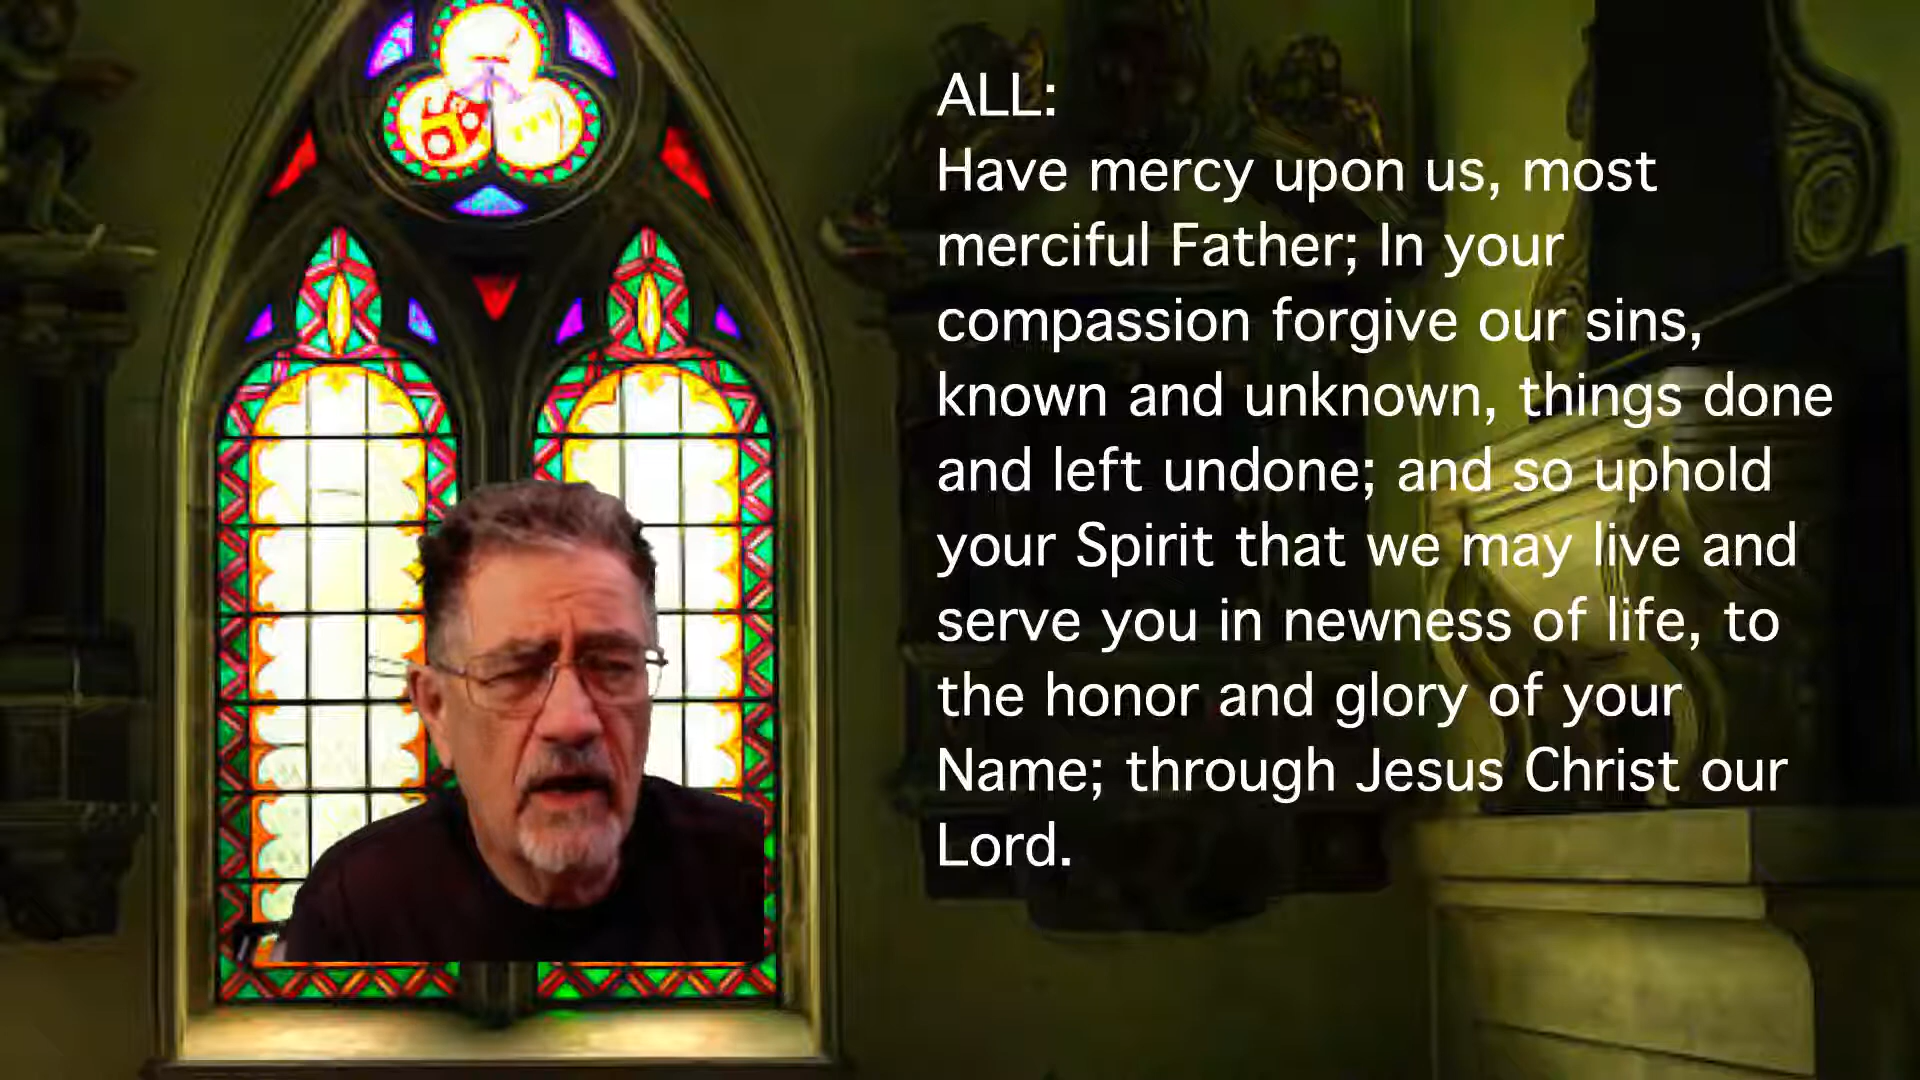 ALL:
Have mercy upon us, most
merciful Father; In your
compassion forgive our sins,
known and unknown, things done
and left undone; and so uphold
your Spirit that we may live and
serve you in newness of life, to
the honor and glory of your
Name; through Jesus Christ our
Lord.